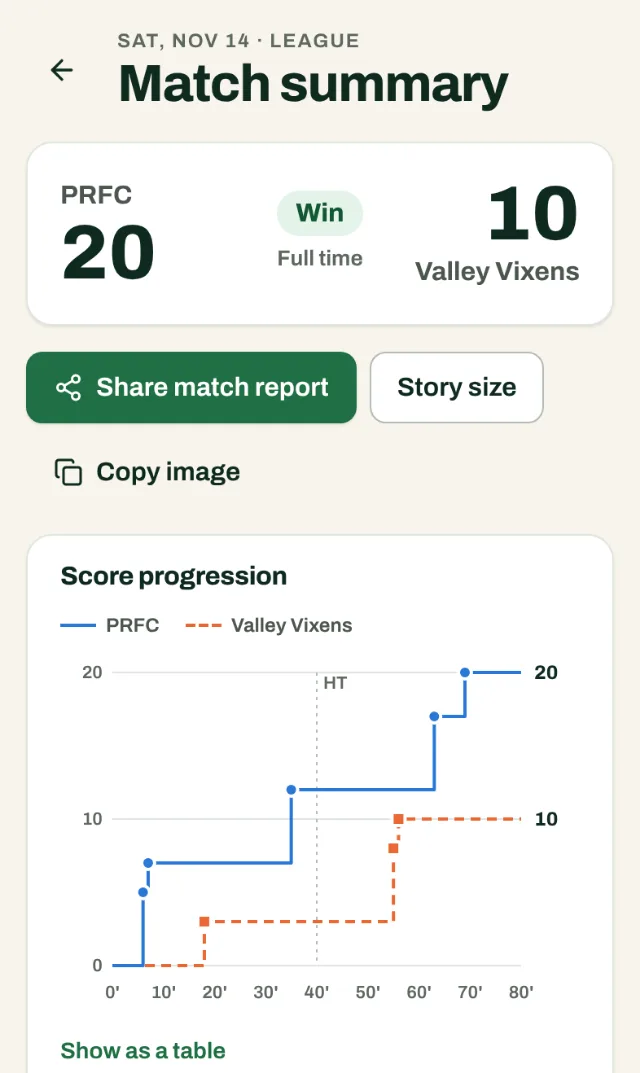 SAT, NOV 14 · LEAGUE
Match summary
PRFC
20
Win
Full time
10
Valley Vixens
Share match report
Story size
Copy image
Score progression
PRFC
Valley Vixens
20
HT
20
10
10
0
0' 10' 20' 30' 40' 50' 60' 70' 80'
Show as a table